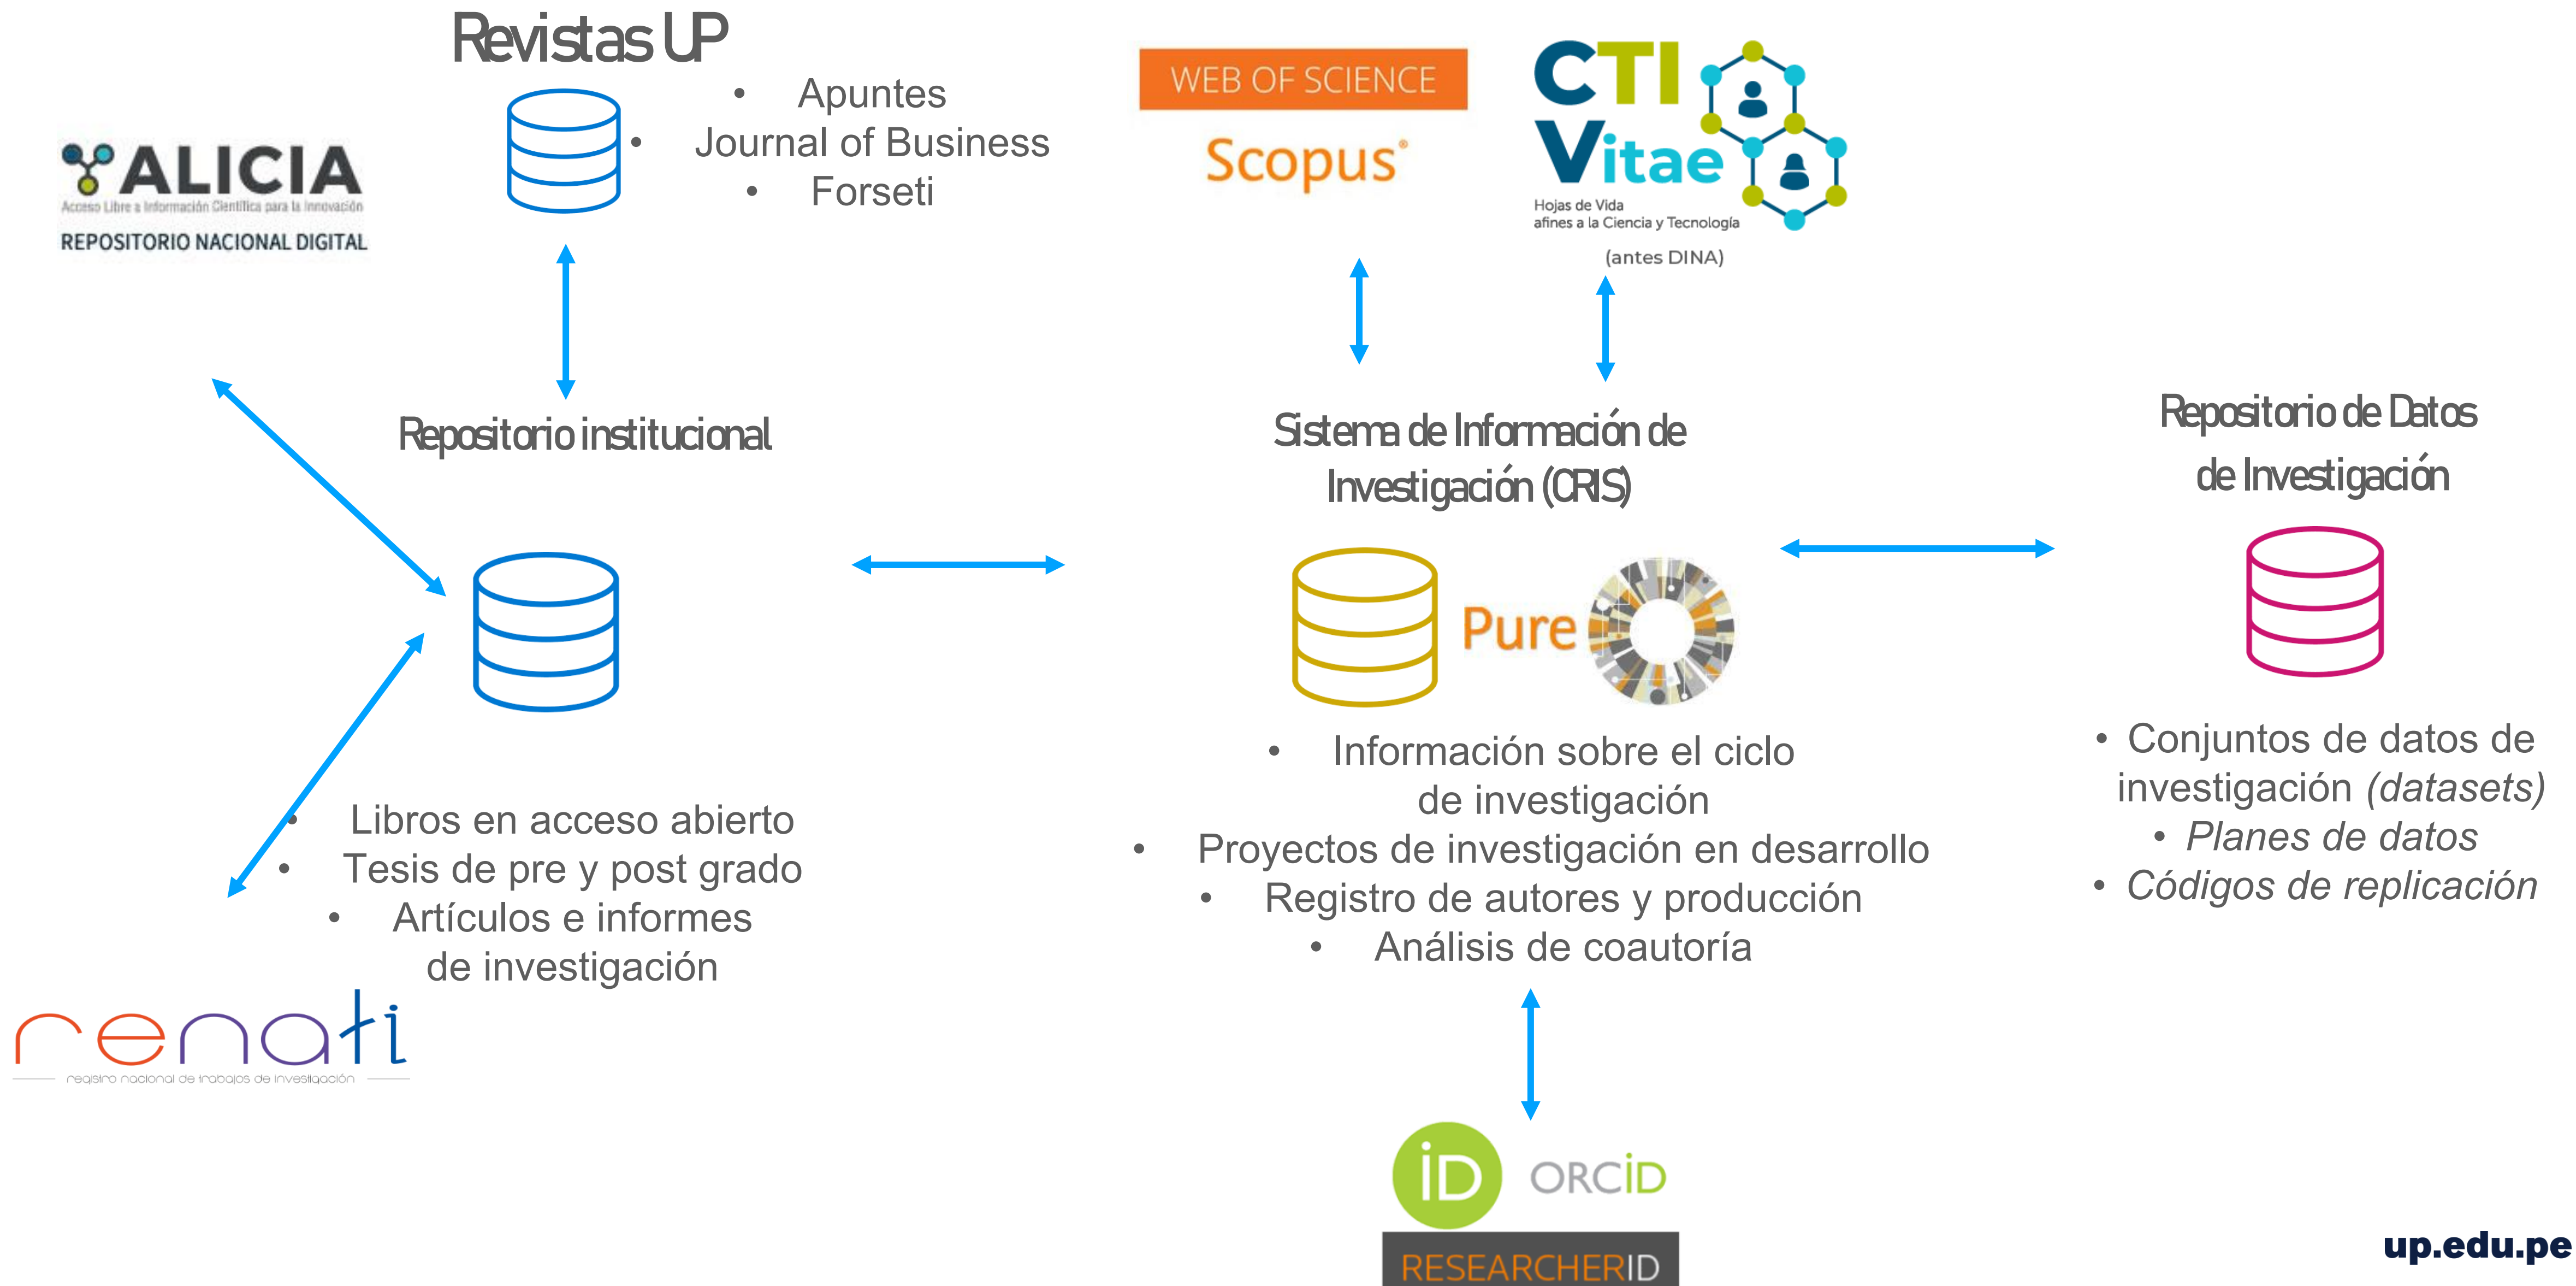 Revistas UP
• Apuntes
• Journal of Business
• Forseti
ALICIA
Acceso Libre a Información Científica para la Innovación
REPOSITORIO NACIONAL DIGITAL
WEB OF SCIENCE
Scopus®
CTI
Vitae
Hojas de Vida
afines a la Ciencia y Tecnología
(antes DINA)
Repositorio institucional
• Libros en acceso abierto
• Tesis de pre y post grado
• Artículos e informes
de investigación
renati
registro nacional de trabajos de investigación
Sistema de Información de
Investigación (CRIS)
Pure
• Información sobre el ciclo
de investigación
• Proyectos de investigación en desarrollo
• Registro de autores y producción
• Análisis de coautoría
iD ORCID
RESEARCHERID
Repositorio de Datos
de Investigación
• Conjuntos de datos de
investigación (datasets)
• Planes de datos
• Códigos de replicación
up.edu.pe